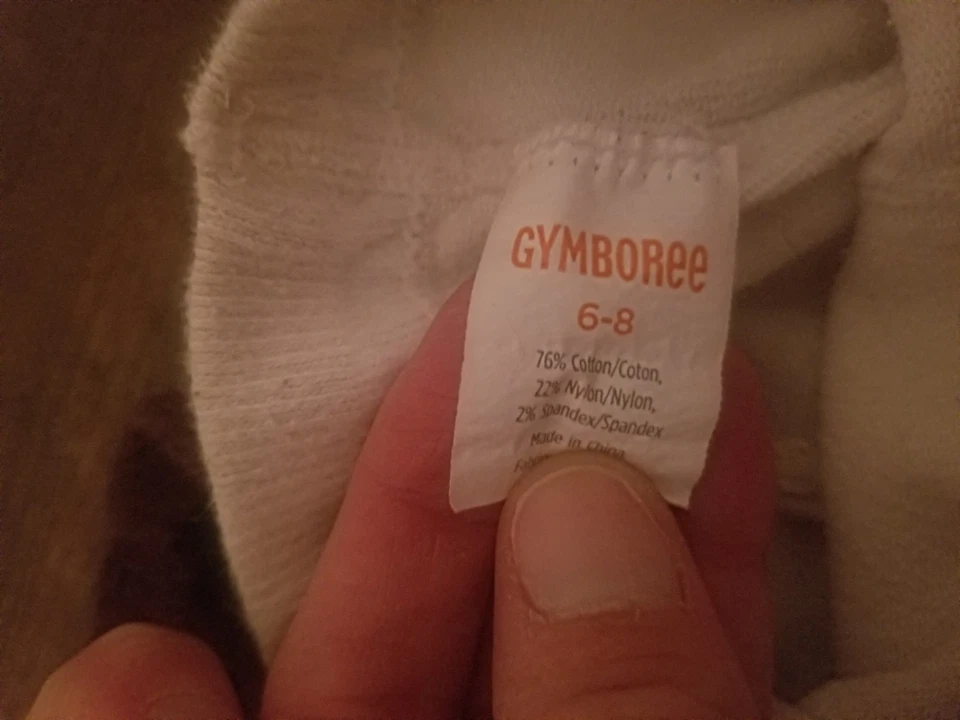 GYMBOREE
6-8
76% Cotton/Coton,
22% Nylon/Nylon,
2% Spandex/Spandex
Made in China